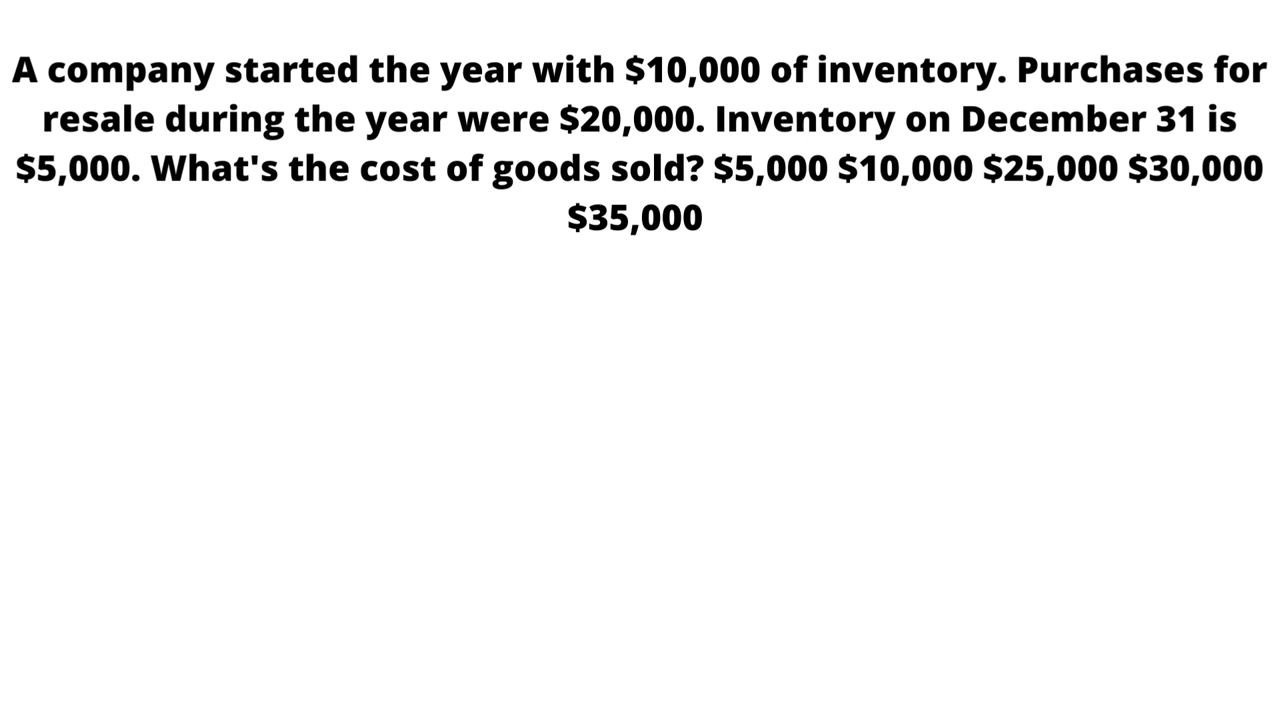 A company started the year with $10,000 of inventory. Purchases for
resale during the year were $20,000. Inventory on December 31 is
$5,000. What's the cost of goods sold? $5,000 $10,000 $25,000 $30,000
$35,000